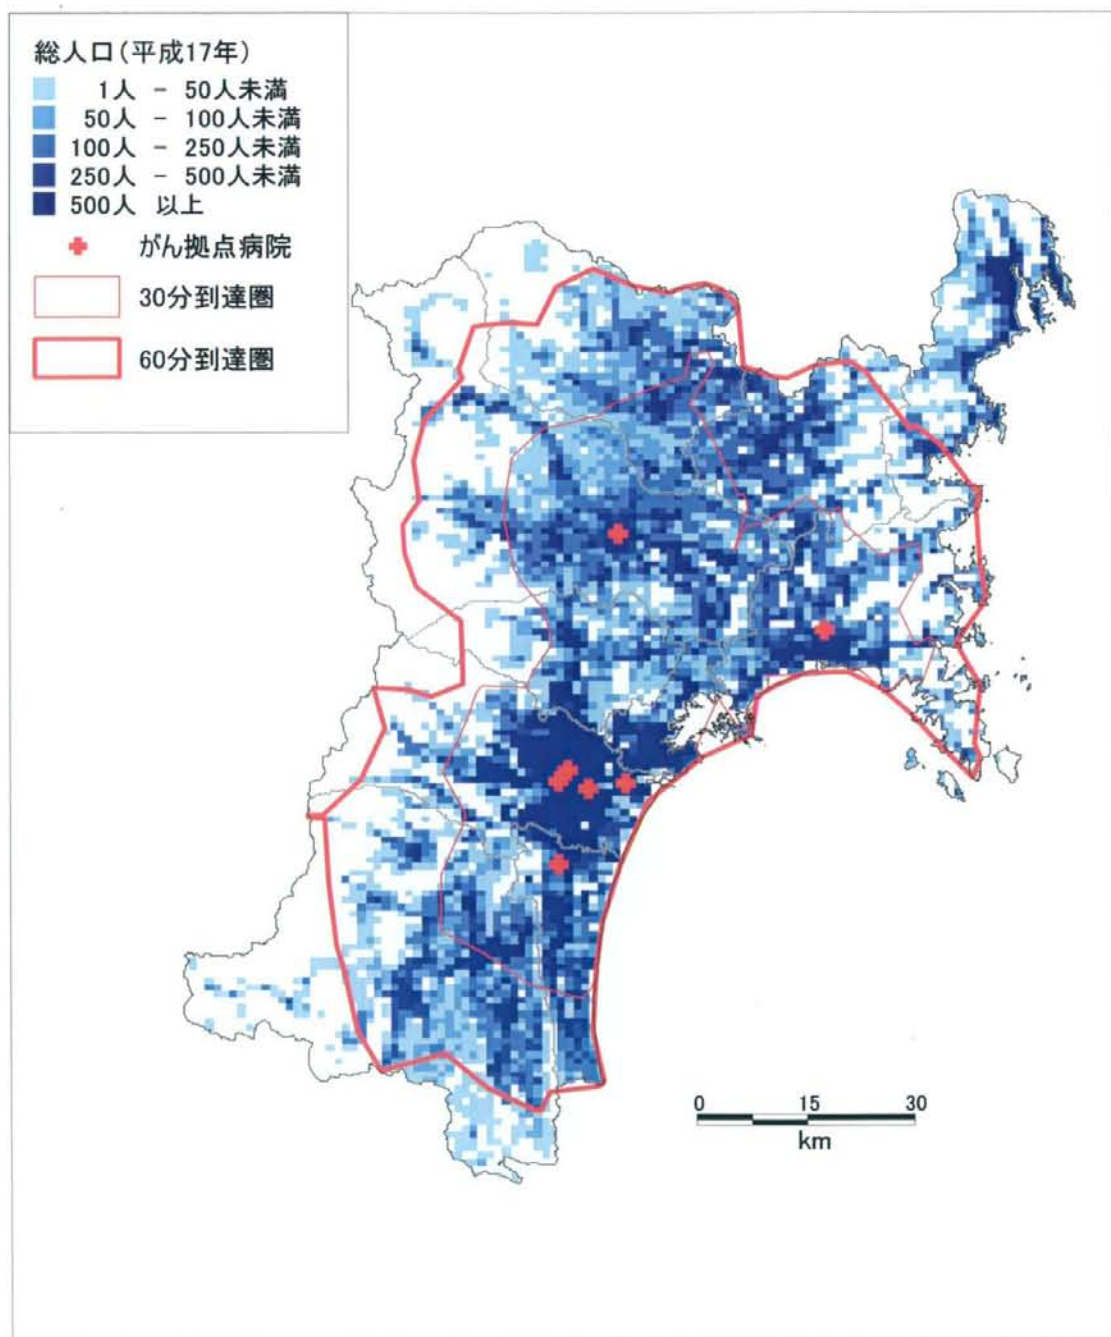 総人口(平成17年)
1人 - 50人未満
50人 - 100人未満
100人 - 250人未満
250人 - 500人未満
500人 以上
がん拠点病院
30分到達圏
60分到達圏
0 15 30
km